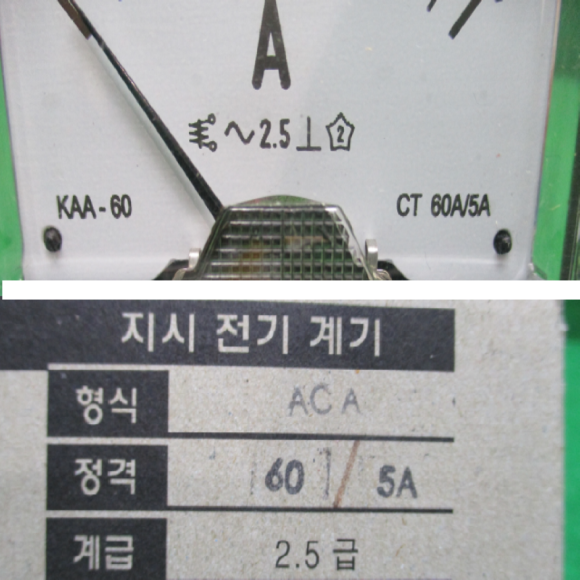 A
2.5 2
KAA-60
CT 60A/5A
지시 전기 계기
형식 AC A
정격 60 / 5A
계급 2.5 급